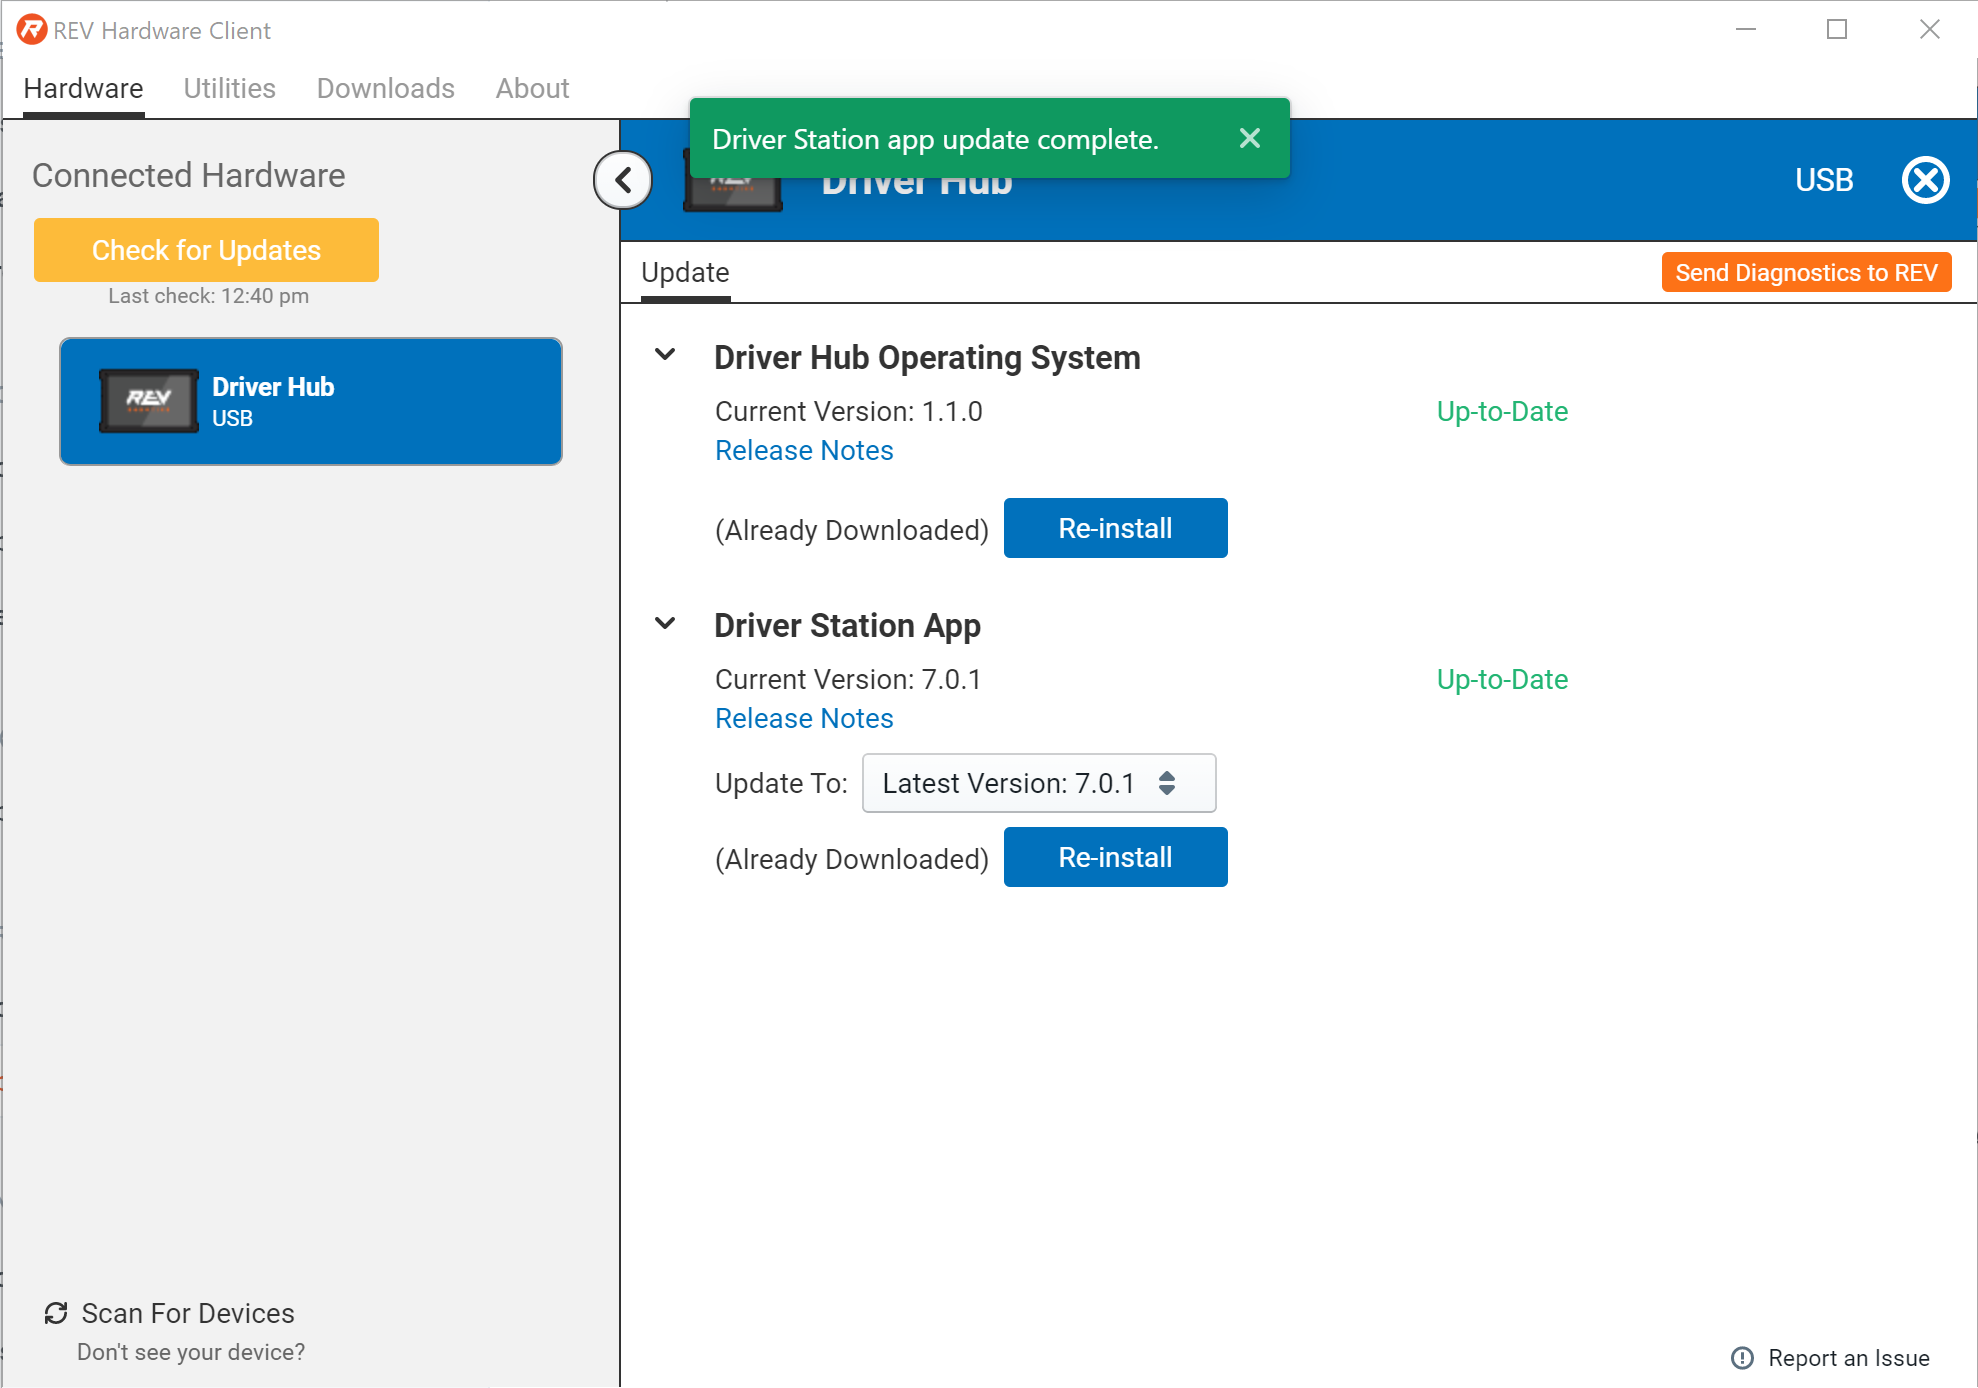 REV Hardware Client
Hardware Utilities Downloads About
Driver Station app update complete.
Connected Hardware
Driver Hub
USB
Check for Updates
Last check: 12:40 pm
Update
Send Diagnostics to REV
REV
Driver Hub
USB
Driver Hub Operating System
Current Version: 1.1.0
Up-to-Date
Release Notes
(Already Downloaded)
Re-install
Driver Station App
Current Version: 7.0.1
Up-to-Date
Release Notes
Update To:
Latest Version: 7.0.1
(Already Downloaded)
Re-install
Scan For Devices
Don't see your device?
Report an Issue